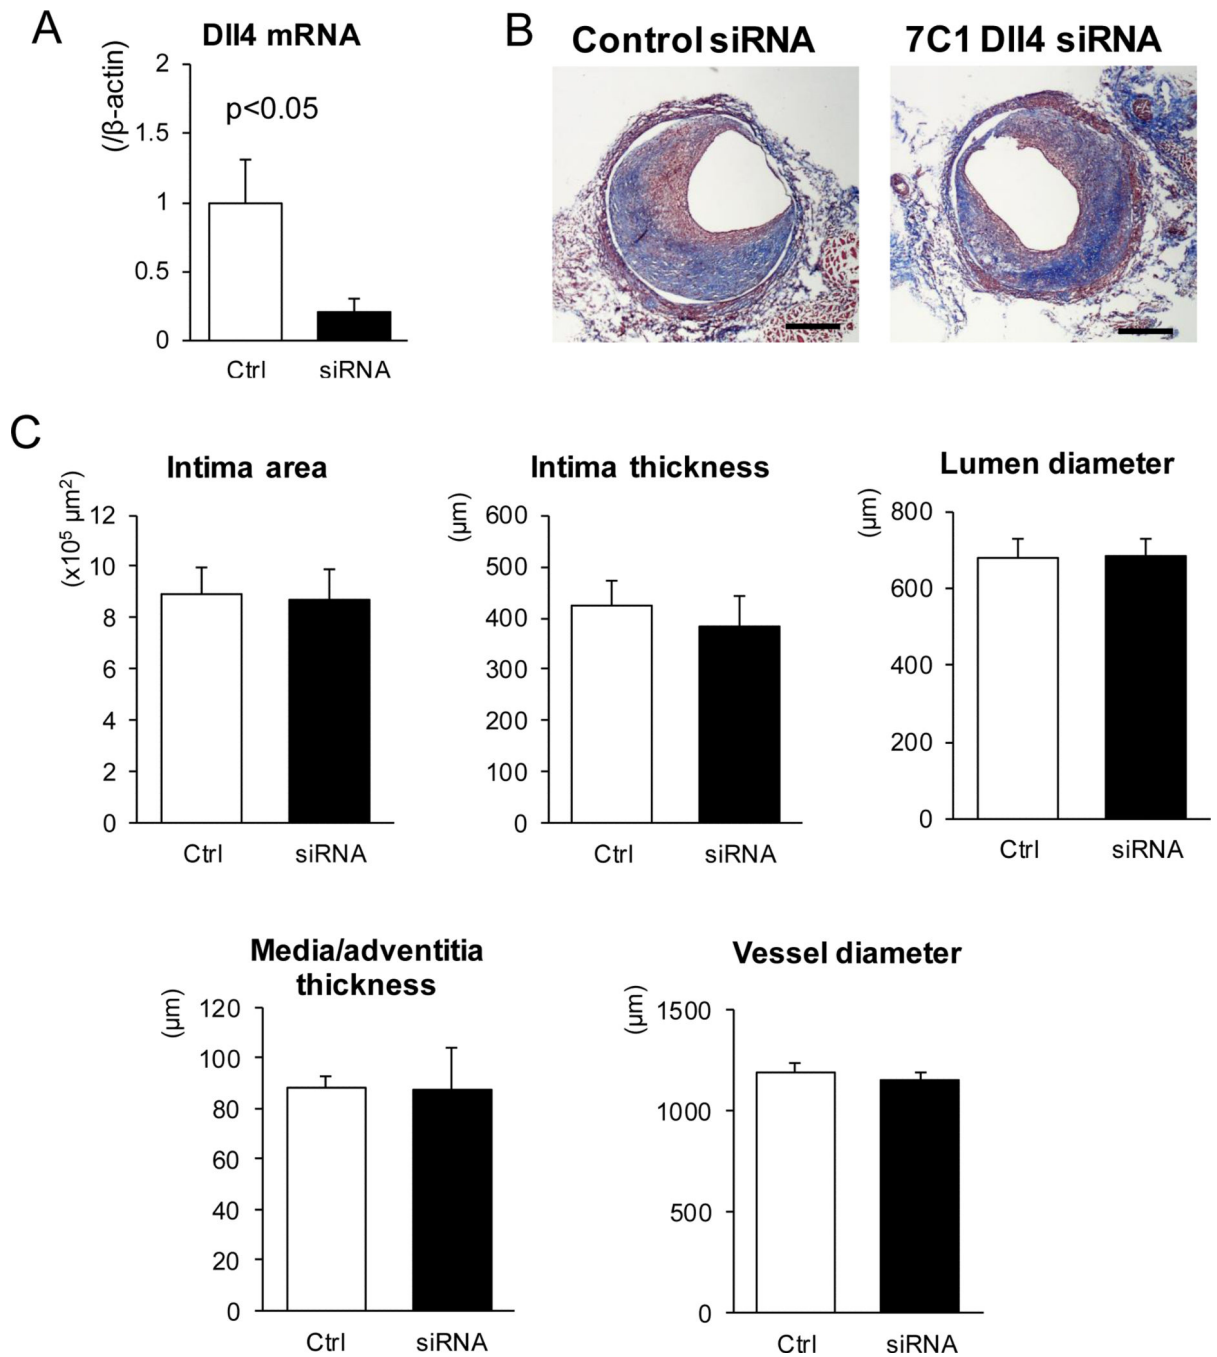 A
Dll4 mRNA
(/β-actin)
2
1.5
1
0.5
0
p<0.05
Ctrl
siRNA
B
Control siRNA
7C1 Dll4 siRNA
C
Intima area
(x10⁵ μm²)
12
10
8
6
4
2
0
Ctrl
siRNA
Intima thickness
(μm)
600
500
400
300
200
100
0
Ctrl
siRNA
Lumen diameter
(μm)
800
600
400
200
0
Ctrl
siRNA
Media/adventitia
thickness
(μm)
120
100
80
60
40
20
0
Ctrl
siRNA
Vessel diameter
(μm)
1500
1000
500
0
Ctrl
siRNA